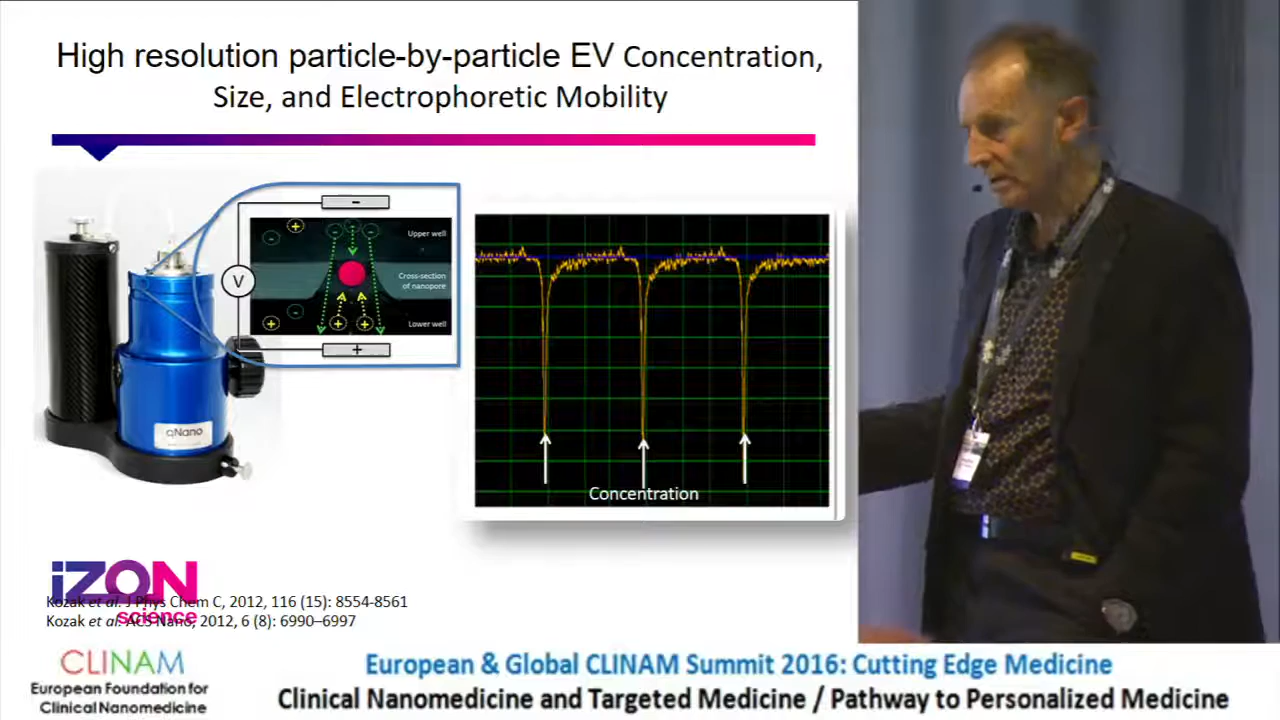 High resolution particle-by-particle EV Concentration,
Size, and Electrophoretic Mobility
-
+
-
-
-
-
Upper well
V
Cross-section
of nanopore
-
+
+
+
Lower well
+
qNano
Concentration
iZON
science
Kozak et al. J Phys Chem C, 2012, 116 (15): 8554-8561
Kozak et al. ACS Nano, 2012, 6 (8): 6990–6997
CLINAM
European Foundation for
Clinical Nanomedicine
European & Global CLINAM Summit 2016: Cutting Edge Medicine
Clinical Nanomedicine and Targeted Medicine / Pathway to Personalized Medicine